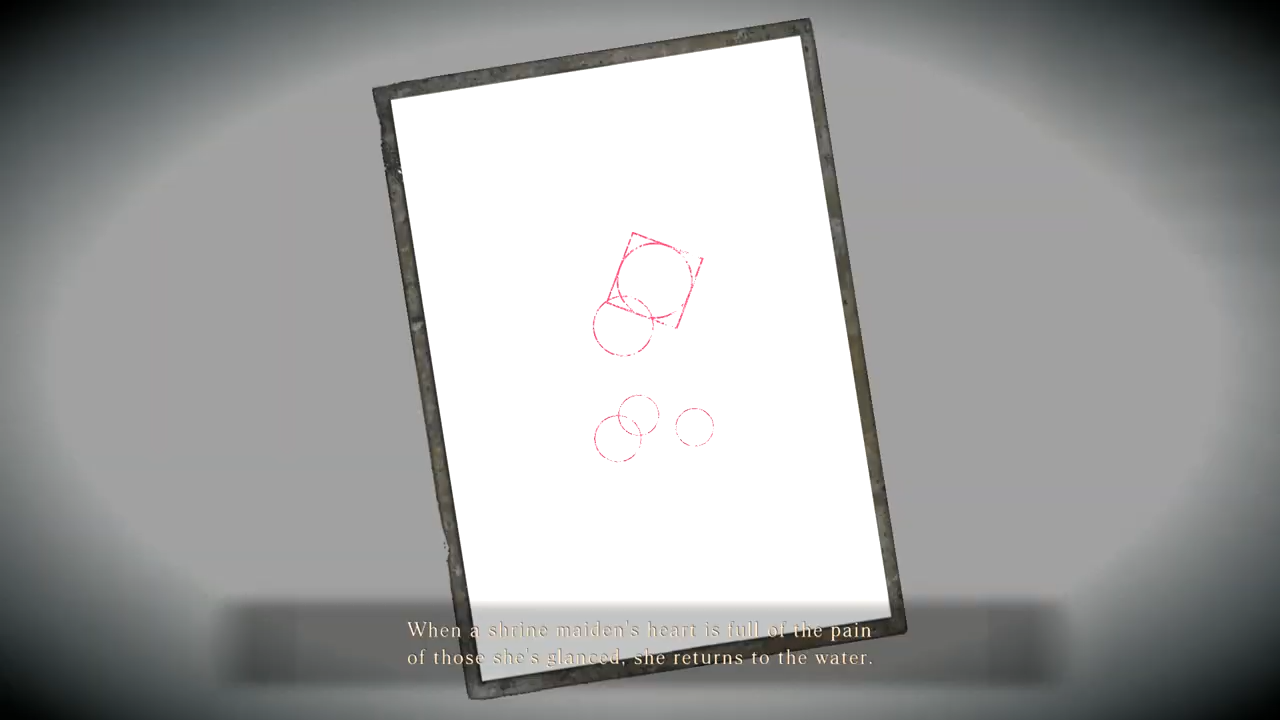 When a shrine maiden's heart is full of the pain
of those she's glanced, she returns to the water.